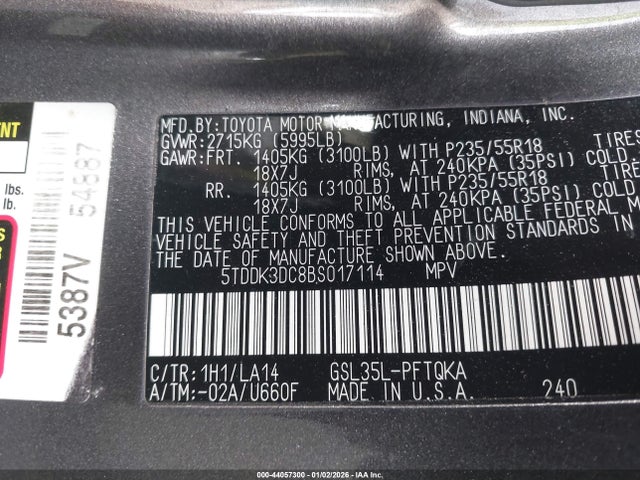 MFD.BY:TOYOTA MOTOR MANUFACTURING, INDIANA, INC.
GVWR:2715KG (5995LB)
GAWR:FRT. 1405KG (3100LB) WITH P235/55R18 TIRES
18X7J RIMS, AT 240KPA (35PSI) COLD.
RR. 1405KG (3100LB) WITH P235/55R18 TIRES
18X7J RIMS, AT 240KPA (35PSI) COLD
THIS VEHICLE CONFORMS TO ALL APPLICABLE FEDERAL M
VEHICLE SAFETY AND THEFT PREVENTION STANDARDS IN
THE DATE OF MANUFACTURE SHOWN ABOVE.
5TDDK3DC8BS017114 MPV
C/TR:1H1/LA14 GSL35L-PFTQKA
A/TM:-02A/U660F MADE IN U.S.A. 240
ENT
lbs.
lb.
5387V 54887
000-44057300 - 01/02/2026 - IAA Inc.